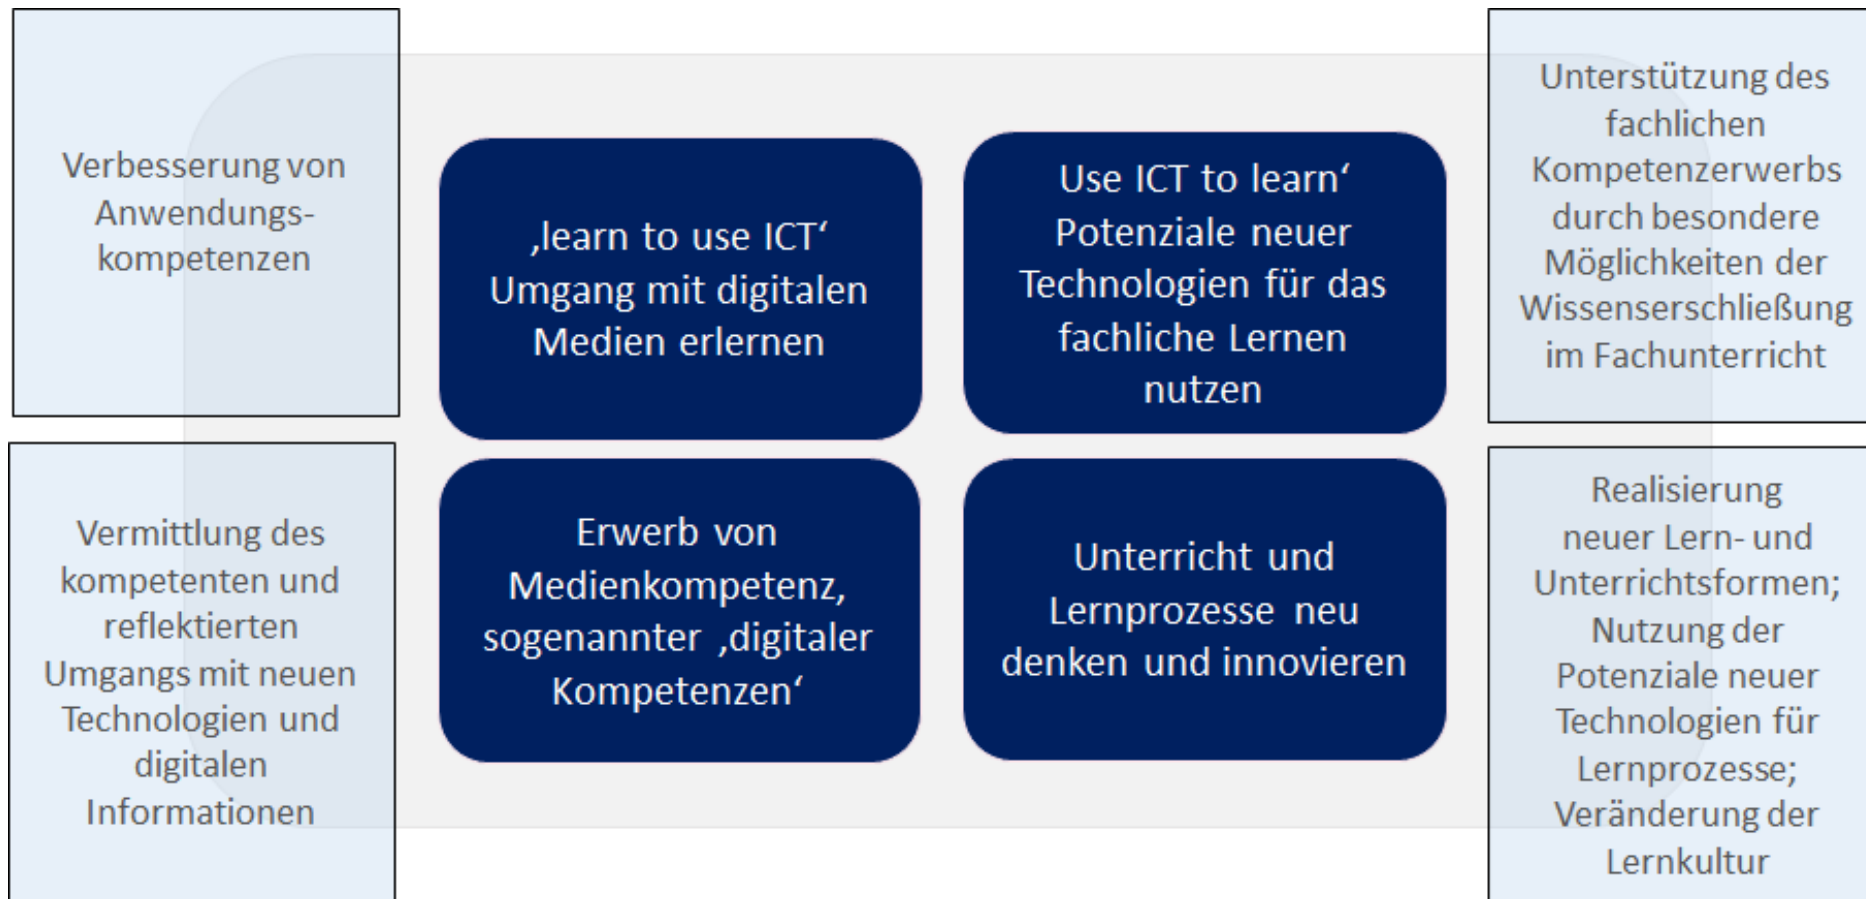 Verbesserung von
Anwendungs-
kompetenzen
‚learn to use ICT‘
Umgang mit digitalen
Medien erlernen
Use ICT to learn‘
Potenziale neuer
Technologien für das
fachliche Lernen
nutzen
Unterstützung des
fachlichen
Kompetenzerwerbs
durch besondere
Möglichkeiten der
Wissenserschließung
im Fachunterricht
Vermittlung des
kompetenten und
reflektierten
Umgangs mit neuen
Technologien und
digitalen
Informationen
Erwerb von
Medienkompetenz,
sogenannter ‚digitaler
Kompetenzen‘
Unterricht und
Lernprozesse neu
denken und innovieren
Realisierung
neuer Lern- und
Unterrichtsformen;
Nutzung der
Potenziale neuer
Technologien für
Lernprozesse;
Veränderung der
Lernkultur